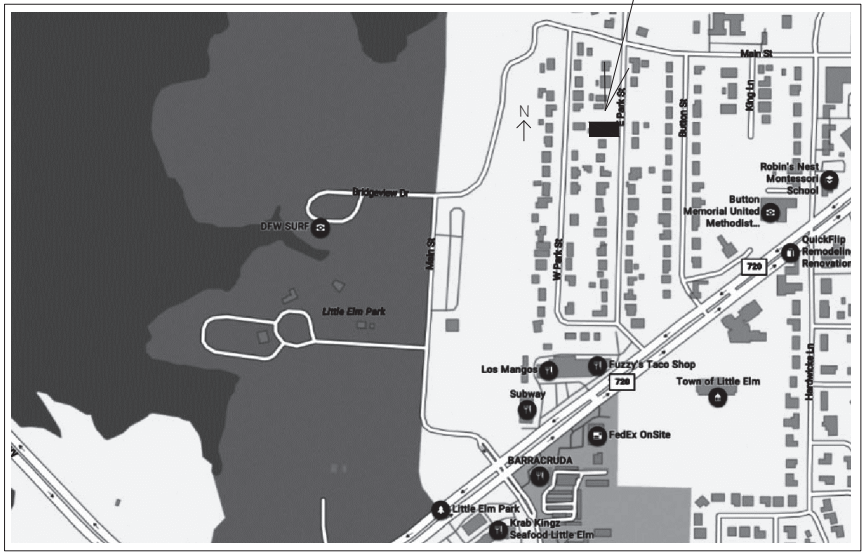 Main St
N
E Park St
Button St
King Ln
Robin's Nest
Montessori
School
Bridgeview Dr
Button
Memorial United
Methodist...
DFW SURF
QuickFlip
Remodeling
Renovation
Main St
W Park St
720
Little Elm Park
Los Mangos
Fuzzy's Taco Shop
Hardwicke Ln
720
Town of Little Elm
Subway
FedEx OnSite
BARRACRUDA
Little Elm Park
Krab Kingz
Seafood Little Elm